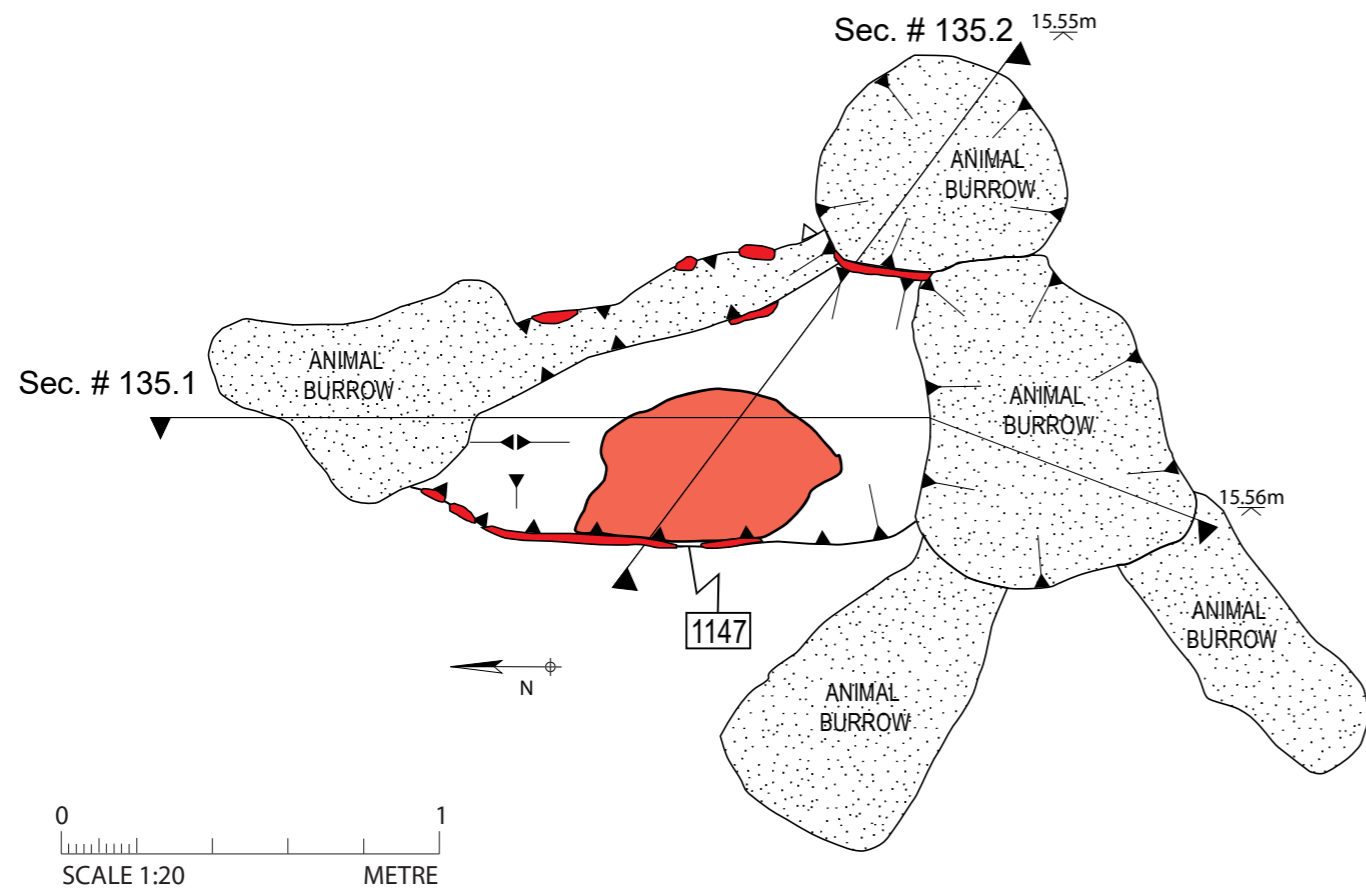 Sec. # 135.2
15.55m
ANIMAL
BURROW
ANIMAL
BURROW
Sec. # 135.1
ANIMAL
BURROW
15.56m
ANIMAL
BURROW
1147
N
ANIMAL
BURROW
0 1
SCALE 1:20 METRE